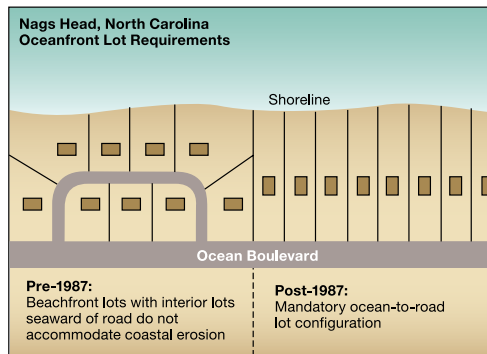 Nags Head, North Carolina
Oceanfront Lot Requirements
Shoreline
Ocean Boulevard
Pre-1987:
Beachfront lots with interior lots
seaward of road do not
accommodate coastal erosion
Post-1987:
Mandatory ocean-to-road
lot configuration